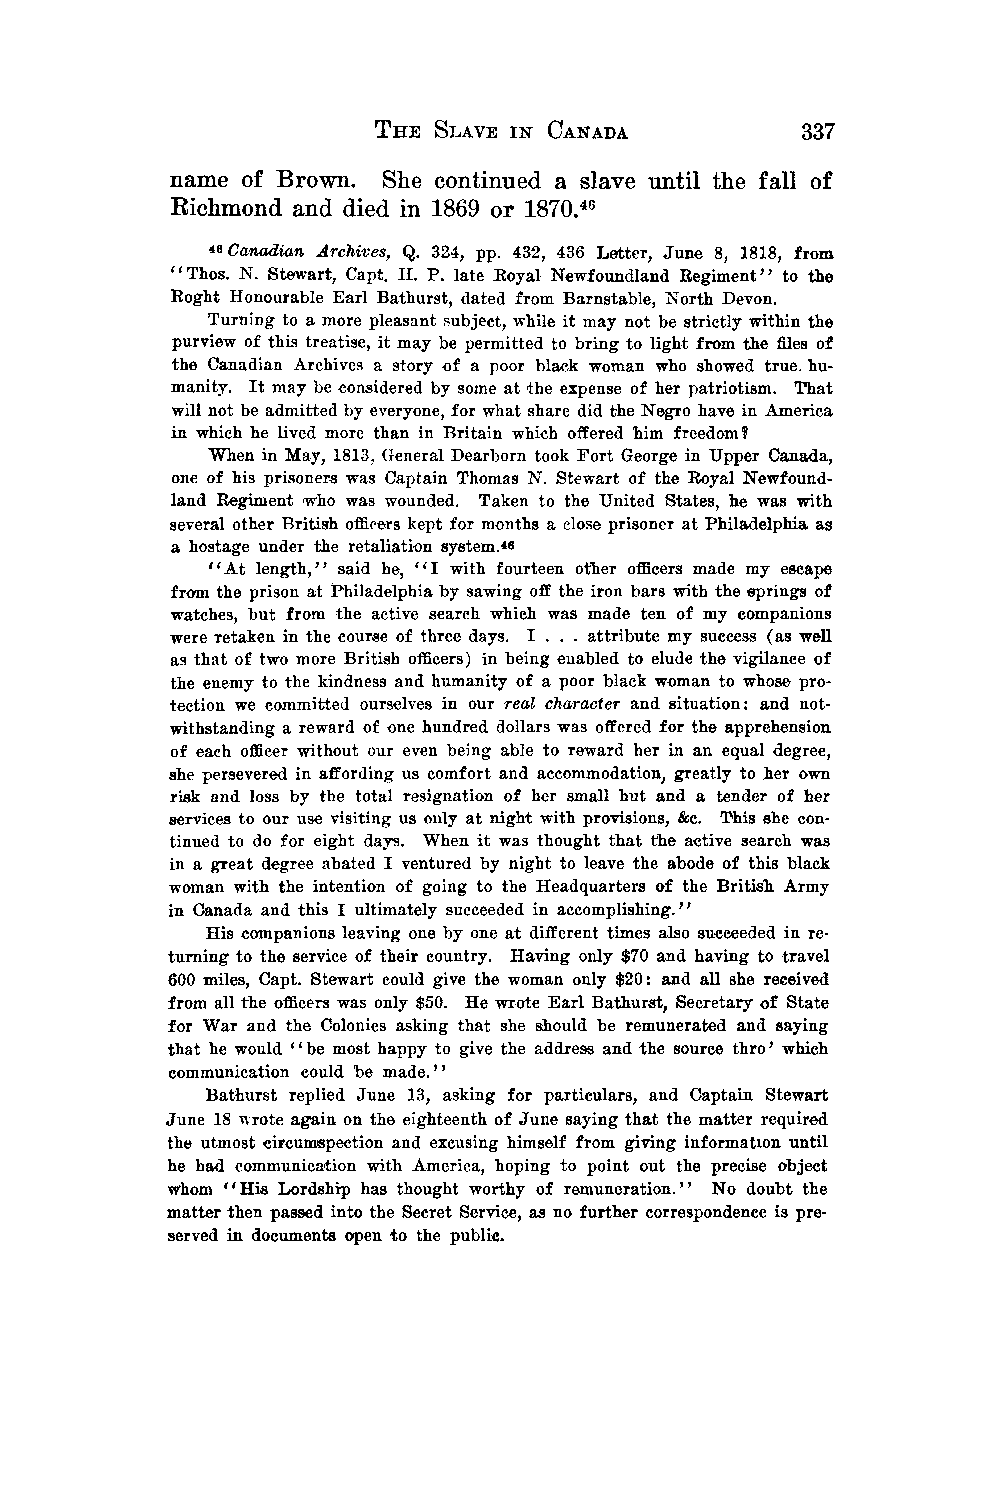 THE SLAVE IN CANADA 337
name of Brown. She continued a slave until the fall of
Richmond and died in 1869 or 1870.46
46 Canadian Archives, Q. 324, pp. 432, 436 Letter, June 8, 1818, from
"Thos. N. Stewart, Capt. H. P. late Royal Newfoundland Regiment" to the
Roght Honourable Earl Bathurst, dated from Barnstable, North Devon.
Turning to a more pleasant subject, while it may not be strictly within the
purview of this treatise, it may be permitted to bring to light from the files of
the Canadian Archives a story of a poor black woman who showed true. hu-
manity. It may be considered by some at the expense of her patriotism. That
will not be admitted by everyone, for what share did the Negro have in America
in which he lived more than in Britain which offered him freedom?
When in May, 1813, General Dearborn took Fort George in Upper Canada,
one of his prisoners was Captain Thomas N. Stewart of the Royal Newfound-
land Regiment who was wounded. Taken to the United States, he was with
several other British officers kept for months a close prisoner at Philadelphia as
a hostage under the retaliation system.46
"At length," said he, "I with fourteen other officers made my escape
from the prison at Philadelphia by sawing off the iron bars with the springs of
watches, but from the active search which was made ten of my companions
were retaken in the course of three days. I . . . attribute my success (as well
as that of two more British officers) in being enabled to elude the vigilance of
the enemy to the kindness and humanity of a poor black woman to whose pro-
tection we committed ourselves in our real character and situation: and not-
withstanding a reward of one hundred dollars was offered for the apprehension
of each officer without our even being able to reward her in an equal degree,
she persevered in affording us comfort and accommodation, greatly to her own
risk and loss by the total resignation of her small hut and a tender of her
services to our use visiting us only at night with provisions, &c. This she con-
tinued to do for eight days. When it was thought that the active search was
in a great degree abated I ventured by night to leave the abode of this black
woman with the intention of going to the Headquarters of the British Army
in Canada and this I ultimately succeeded in accomplishing."
His companions leaving one by one at different times also succeeded in re-
turning to the service of their country. Having only $70 and having to travel
600 miles, Capt. Stewart could give the woman only $20: and all she received
from all the officers was only $50. He wrote Earl Bathurst, Secretary of State
for War and the Colonies asking that she should be remunerated and saying
that he would "be most happy to give the address and the source thro' which
communication could be made."
Bathurst replied June 13, asking for particulars, and Captain Stewart
June 18 wrote again on the eighteenth of June saying that the matter required
the utmost circumspection and excusing himself from giving information until
he had communication with America, hoping to point out the precise object
whom "His Lordship has thought worthy of remuneration." No doubt the
matter then passed into the Secret Service, as no further correspondence is pre-
served in documents open to the public.